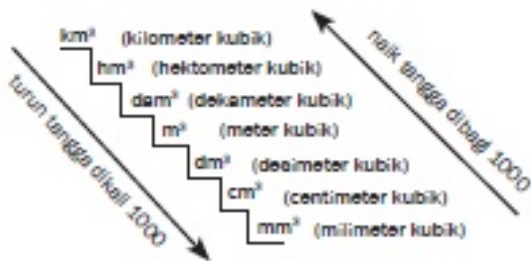 km³ (kilometer kubik)
hm³ (hektometer kubik)
dam³ (dekameter kubik)
m³ (meter kubik)
dm³ (desimeter kubik)
cm³ (centimeter kubik)
mm³ (milimeter kubik)
turun tangga dikali 1000
naik tangga dibagi 1000